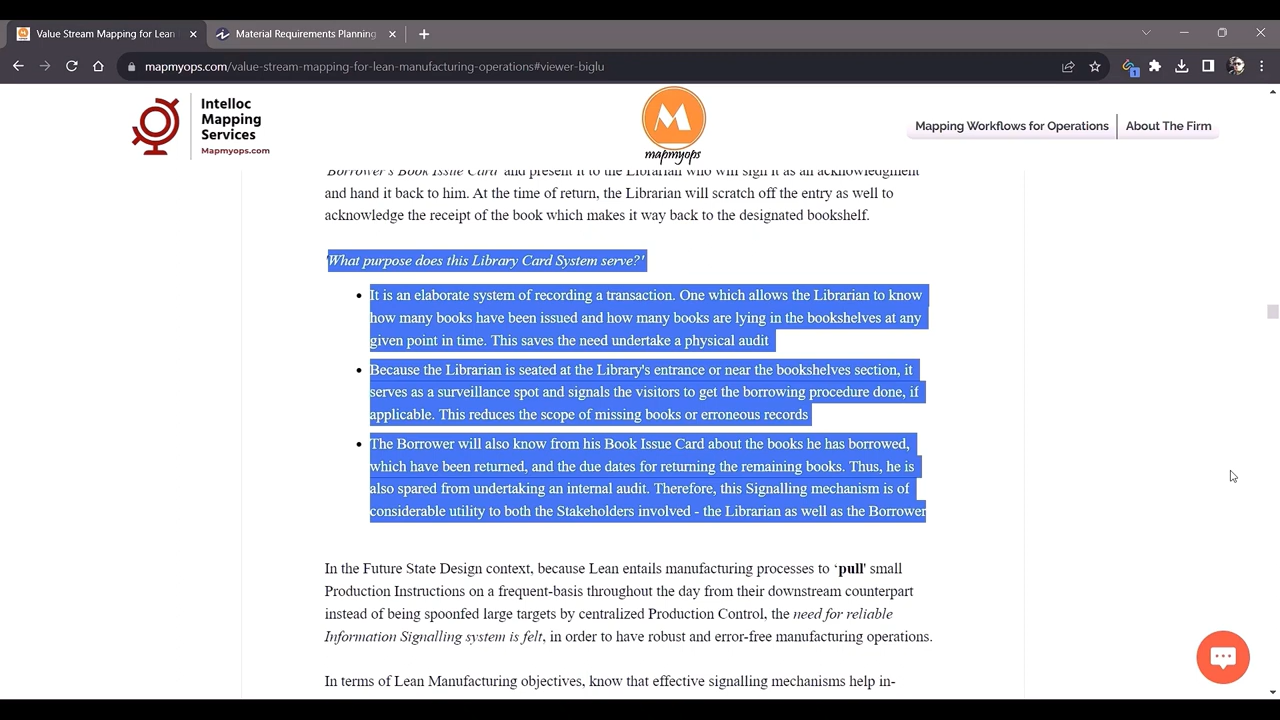 Value Stream Mapping for Lean
Material Requirements Planning
mapmyops.com/value-stream-mapping-for-lean-manufacturing-operations#viewer-biglu
1
Intelloc
Mapping
Services
Mapmyops.com
M
mapmyops
Mapping Workflows for Operations
About The Firm
'Borrower's Book Issue Card' and present it to the Librarian who will sign it as an acknowledgment
and hand it back to him. At the time of return, the Librarian will scratch off the entry as well to
acknowledge the receipt of the book which makes it way back to the designated bookshelf.
'What purpose does this Library Card System serve?'
• It is an elaborate system of recording a transaction. One which allows the Librarian to know
how many books have been issued and how many books are lying in the bookshelves at any
given point in time. This saves the need undertake a physical audit
• Because the Librarian is seated at the Library's entrance or near the bookshelves section, it
serves as a surveillance spot and signals the visitors to get the borrowing procedure done, if
applicable. This reduces the scope of missing books or erroneous records
• The Borrower will also know from his Book Issue Card about the books he has borrowed,
which have been returned, and the due dates for returning the remaining books. Thus, he is
also spared from undertaking an internal audit. Therefore, this Signalling mechanism is of
considerable utility to both the Stakeholders involved - the Librarian as well as the Borrower
In the Future State Design context, because Lean entails manufacturing processes to ‘pull' small
Production Instructions on a frequent-basis throughout the day from their downstream counterpart
instead of being spoonfed large targets by centralized Production Control, the need for reliable
Information Signalling system is felt, in order to have robust and error-free manufacturing operations.
In terms of Lean Manufacturing objectives, know that effective signalling mechanisms help in-